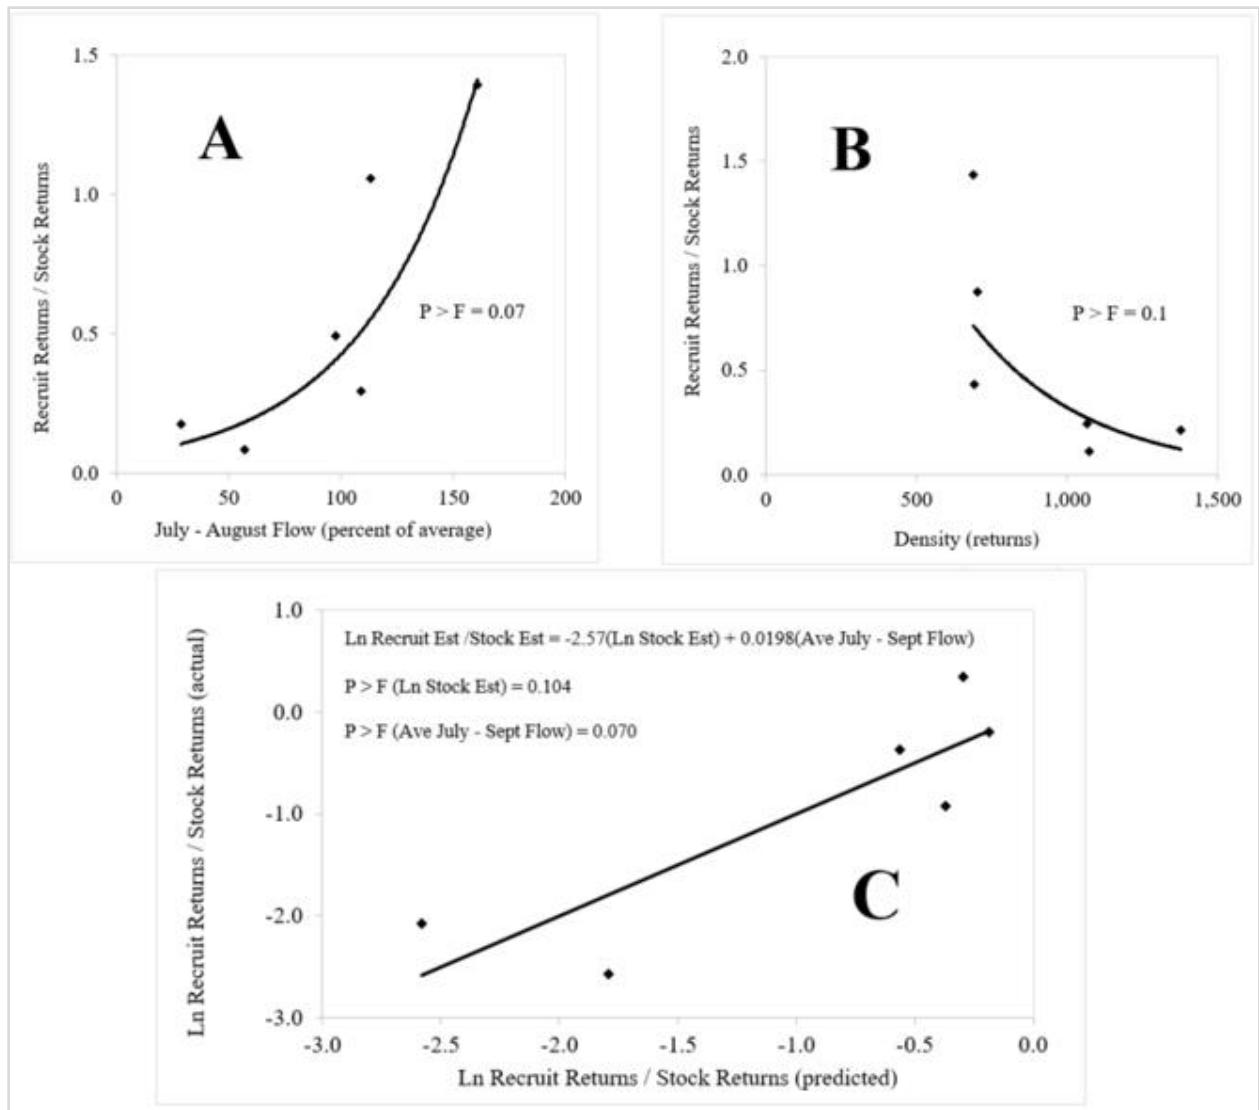 A
Recruit Returns / Stock Returns
1.5
1.0
0.5
0.0
P > F = 0.07
0 50 100 150 200
July - August Flow (percent of average)
B
Recruit Returns / Stock Returns
2.0
1.5
1.0
0.5
0.0
P > F = 0.1
0 500 1,000 1,500
Density (returns)
C
Ln Recruit Returns / Stock Returns (actual)
1.0
0.0
-1.0
-2.0
-3.0
Ln Recruit Est /Stock Est = -2.57(Ln Stock Est) + 0.0198(Ave July - Sept Flow)
P > F (Ln Stock Est) = 0.104
P > F (Ave July - Sept Flow) = 0.070
-3.0 -2.5 -2.0 -1.5 -1.0 -0.5 0.0
Ln Recruit Returns / Stock Returns (predicted)